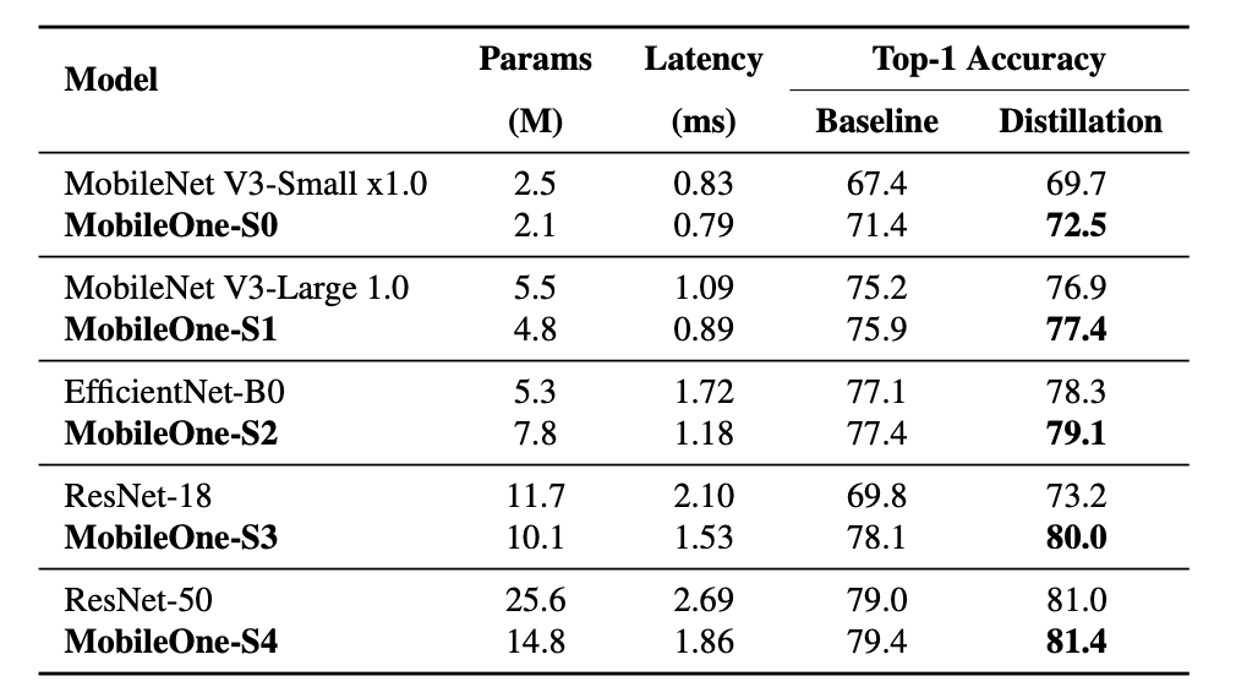 Model Params Latency Top-1 Accuracy
(M) (ms) Baseline Distillation
MobileNet V3-Small x1.0 2.5 0.83 67.4 69.7
MobileOne-S0 2.1 0.79 71.4 72.5
MobileNet V3-Large 1.0 5.5 1.09 75.2 76.9
MobileOne-S1 4.8 0.89 75.9 77.4
EfficientNet-B0 5.3 1.72 77.1 78.3
MobileOne-S2 7.8 1.18 77.4 79.1
ResNet-18 11.7 2.10 69.8 73.2
MobileOne-S3 10.1 1.53 78.1 80.0
ResNet-50 25.6 2.69 79.0 81.0
MobileOne-S4 14.8 1.86 79.4 81.4